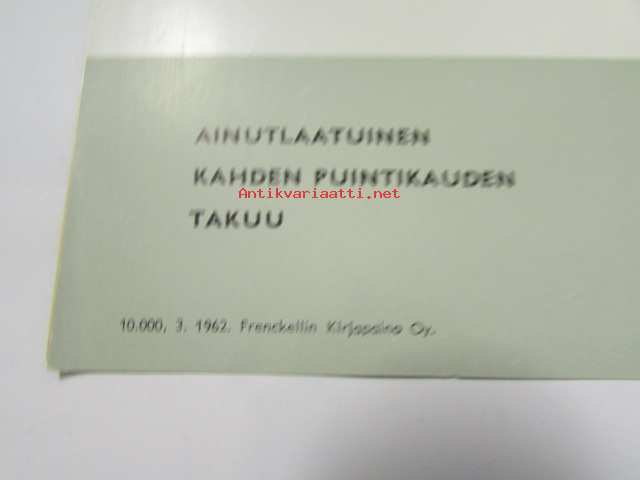 AINUTLAATUINEN
KAHDEN PUINTIKAUDEN
Antikvariaatti.net
TAKUU
10.000, 3. 1962. Frenckellin Kirjapaino Oy.